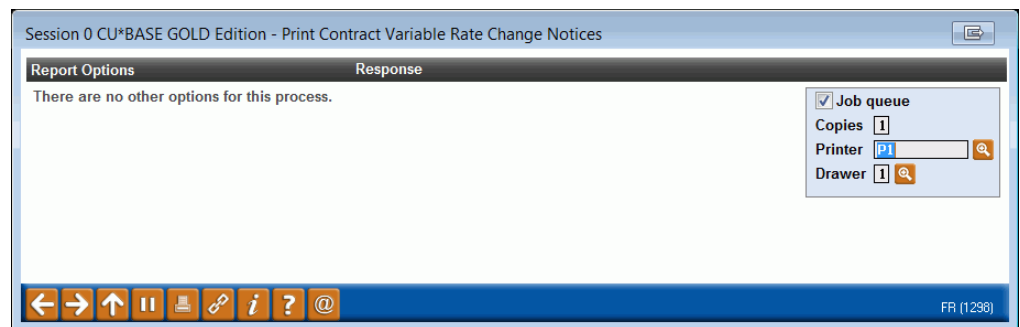 Session 0 CU*BASE GOLD Edition - Print Contract Variable Rate Change Notices
Report Options Response
There are no other options for this process.
Job queue
Copies 1
Printer P1
Drawer 1
i ? @
FR (1298)